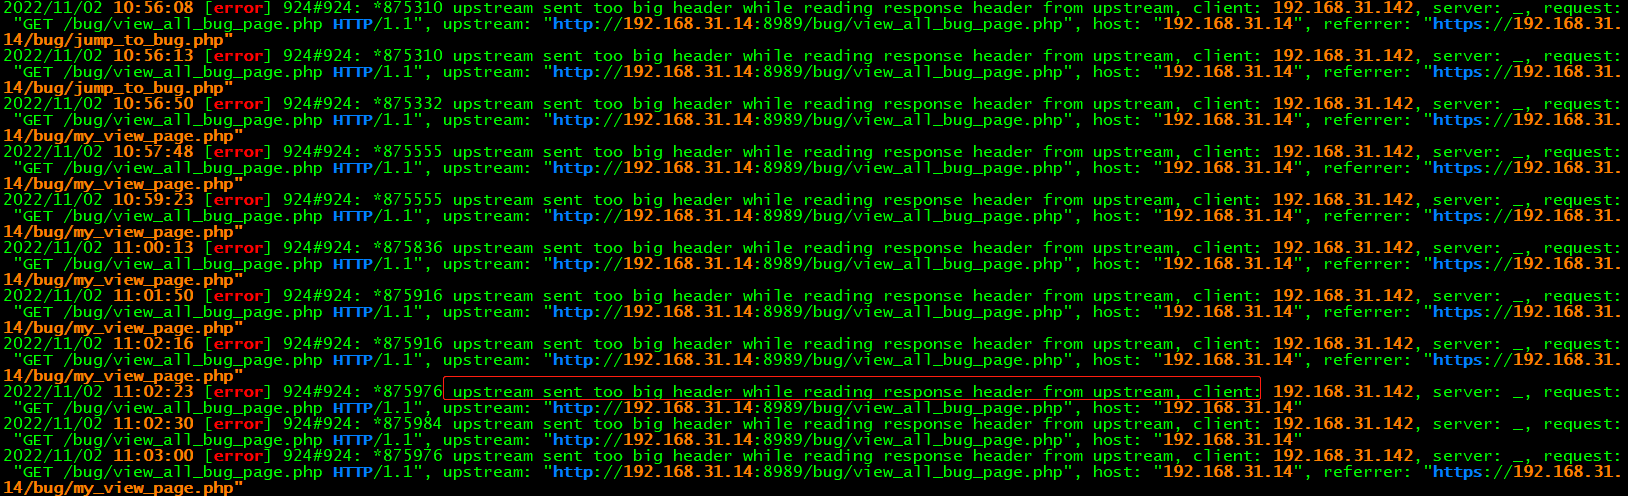 2022/11/02 10:56:08 [error] 924#924: *875310 upstream sent too big header while reading response header from upstream, client: 192.168.31.142, server: _, request:
"GET /bug/view_all_bug_page.php HTTP/1.1", upstream: "http://192.168.31.14:8989/bug/view_all_bug_page.php", host: "192.168.31.14", referrer: "https://192.168.31.
14/bug/jump_to_bug.php"
2022/11/02 10:56:13 [error] 924#924: *875310 upstream sent too big header while reading response header from upstream, client: 192.168.31.142, server: _, request:
"GET /bug/view_all_bug_page.php HTTP/1.1", upstream: "http://192.168.31.14:8989/view_all_bug_page.php", host: "192.168.31.14", referrer: "https://192.168.31.
14/bug/jump_to_bug.php"
2022/11/02 10:56:50 [error] 924#924: *875332 upstream sent too big header while reading response header from upstream, client: 192.168.31.142, server: _, request:
"GET /bug/view_all_bug_page.php HTTP/1.1", upstream: "http://192.168.31.14:8989/bug/view_all_bug_page.php", host: "192.168.31.14", referrer: "https://192.168.31.
14/bug/my_view_page.php"
2022/11/02 10:57:48 [error] 924#924: *875555 upstream sent too big header while reading response header from upstream, client: 192.168.31.142, server: _, request:
"GET /bug/view_all_bug_page.php HTTP/1.1", upstream: "http://192.168.31.14:8989/bug/view_all_bug_page.php", host: "192.168.31.14", referrer: "https://192.168.31.
14/bug/my_view_page.php"
2022/11/02 10:59:23 [error] 924#924: *875555 upstream sent too big header while reading response header from upstream, client: 192.168.31.142, server: _, request:
"GET /bug/view_all_bug_page.php HTTP/1.1", upstream: "http://192.168.31.14:8989/bug/view_all_bug_page.php", host: "192.168.31.14", referrer: "https://192.168.31.
14/bug/my_view_page.php"
2022/11/02 11:00:13 [error] 924#924: *875836 upstream sent too big header while reading response header from upstream, client: 192.168.31.142, server: _, request:
"GET /bug/view_all_bug_page.php HTTP/1.1", upstream: "http://192.168.31.14:8989/bug/view_all_bug_page.php", host: "192.168.31.14", referrer: "https://192.168.31.
14/bug/my_view_page.php"
2022/11/02 11:01:50 [error] 924#924: *875916 upstream sent too big header while reading response header from upstream, client: 192.168.31.142, server: _, request:
"GET /bug/view_all_bug_page.php HTTP/1.1", upstream: "http://192.168.31.14:8989/bug/view_all_bug_page.php", host: "192.168.31.14", referrer: "https://192.168.31.
14/bug/my_view_page.php"
2022/11/02 11:02:16 [error] 924#924: *875916 upstream sent too big header while reading response header from upstream, client: 192.168.31.142, server: _, request:
"GET /bug/view_all_bug_page.php HTTP/1.1", upstream: "http://192.168.31.14:8989/bug/view_all_bug_page.php", host: "192.168.31.14", referrer: "https://192.168.31.
14/bug/my_view_page.php"
2022/11/02 11:02:23 [error] 924#924: *875976 upstream sent too big header while reading response header from upstream, client: 192.168.31.142, server: _, request:
"GET /bug/view_all_bug_page.php HTTP/1.1", upstream: "http://192.168.31.14:8989/bug/view_all_bug_page.php", host: "192.168.31.14"
2022/11/02 11:02:30 [error] 924#924: *875984 upstream sent too big header while reading response header from upstream, client: 192.168.31.142, server: _, request:
"GET /bug/view_all_bug_page.php HTTP/1.1", upstream: "http://192.168.31.14:8989/bug/view_all_bug_page.php", host: "192.168.31.14"
2022/11/02 11:03:00 [error] 924#924: *875976 upstream sent too big header while reading response header from upstream, client: 192.168.31.142, server: _, request:
"GET /bug/view_all_bug_page.php HTTP/1.1", upstream: "http://192.168.31.14:8989/bug/view_all_bug_page.php", host: "192.168.31.14", referrer: "https://192.168.31.
14/bug/my_view_page.php"